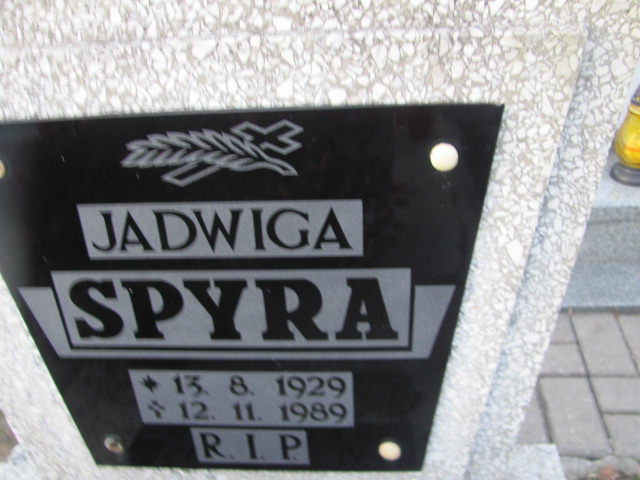 JADWIGA
SPYRA
* 13. 8. 1929
† 12. 11. 1989
R. I. P.